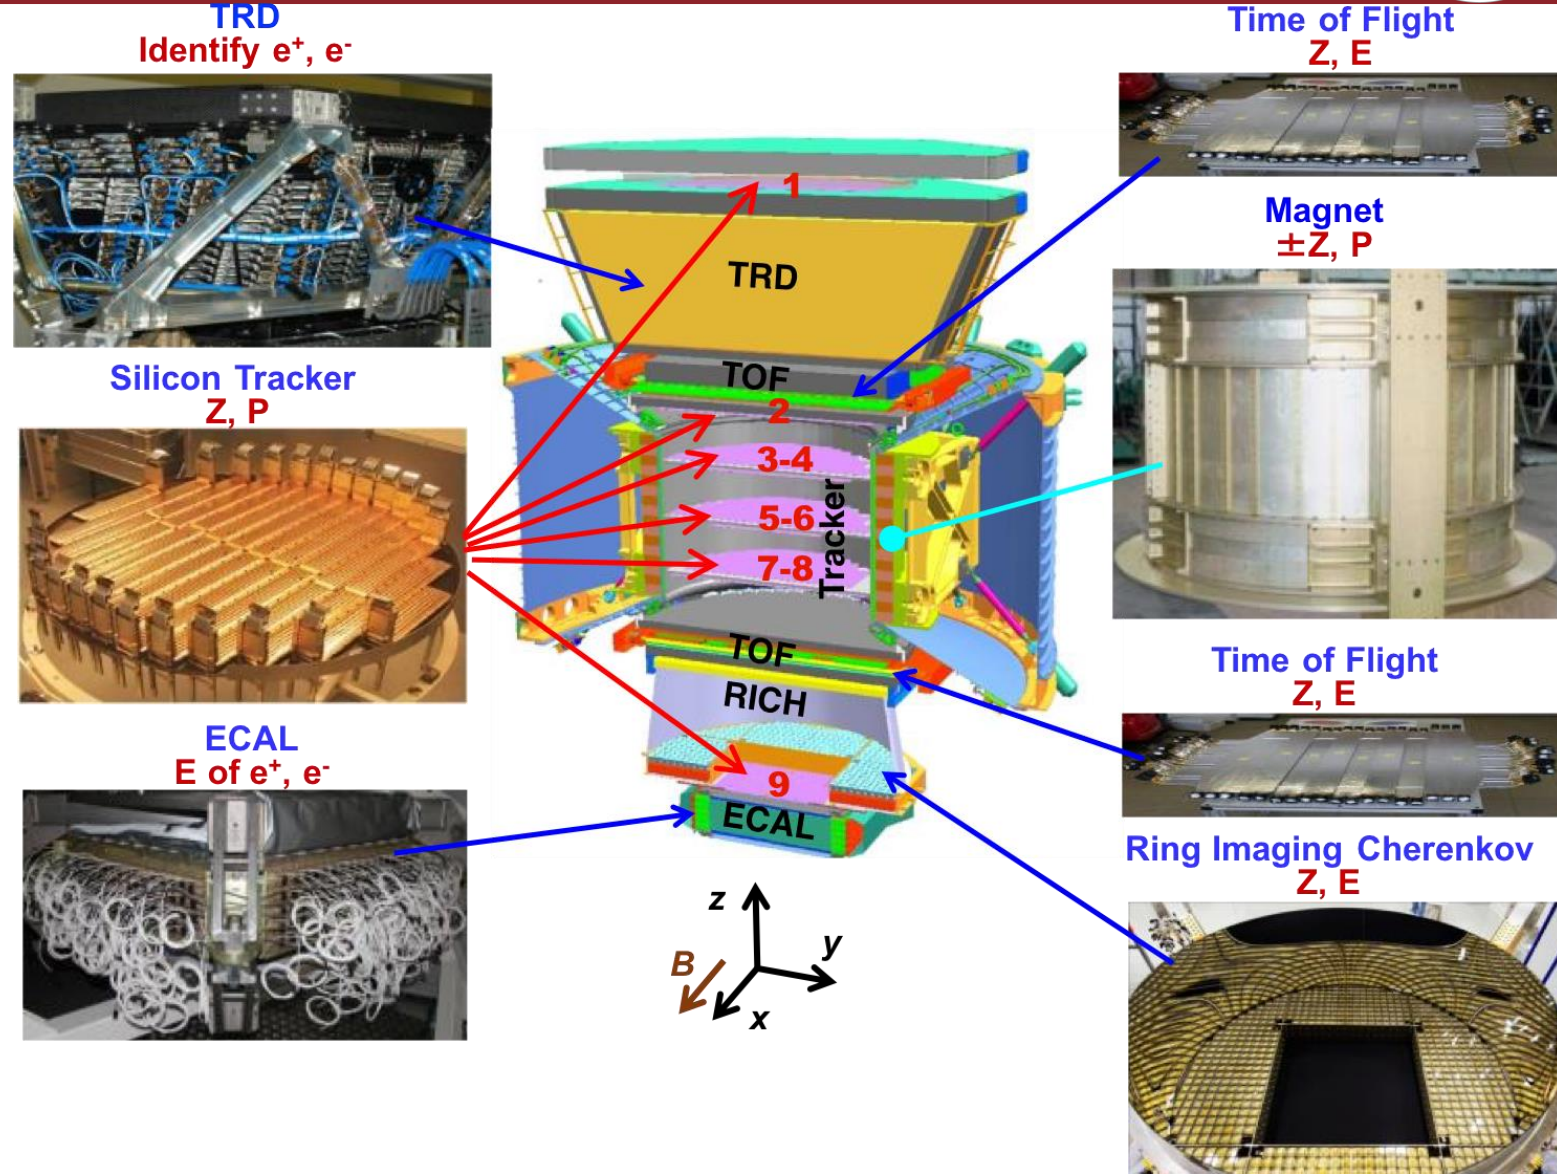 TRD
Identify e⁺, e⁻
Silicon Tracker
Z, P
ECAL
E of e⁺, e⁻
1
TRD
TOF
2
3-4
5-6
7-8
Tracker
TOF
RICH
9
ECAL
z
y
B
x
Time of Flight
Z, E
Magnet
±Z, P
Time of Flight
Z, E
Ring Imaging Cherenkov
Z, E